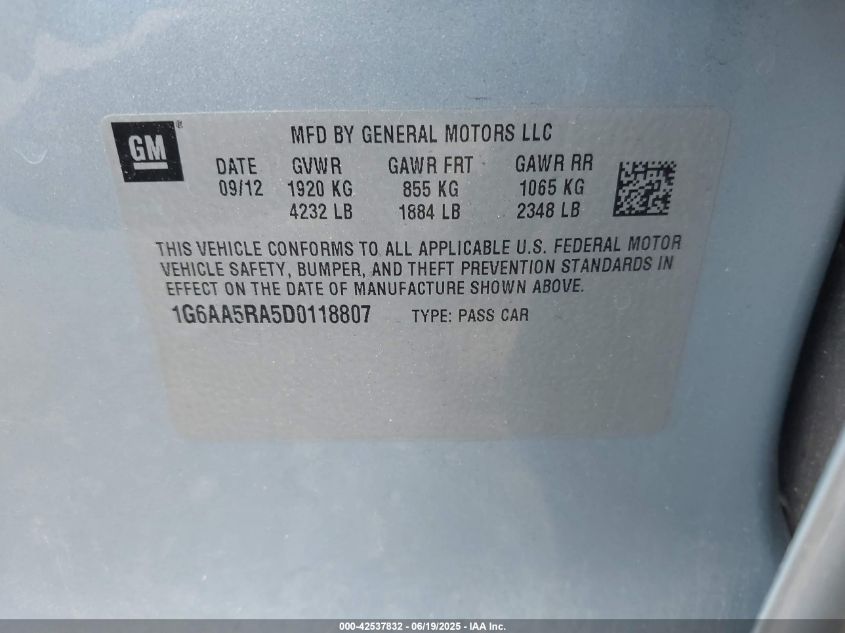 GM®
MFD BY GENERAL MOTORS LLC
DATE GVWR GAWR FRT GAWR RR
09/12 1920 KG 855 KG 1065 KG
4232 LB 1884 LB 2348 LB
THIS VEHICLE CONFORMS TO ALL APPLICABLE U.S. FEDERAL MOTOR
VEHICLE SAFETY, BUMPER, AND THEFT PREVENTION STANDARDS IN
EFFECT ON THE DATE OF MANUFACTURE SHOWN ABOVE.
1G6AA5RA5D0118807 TYPE: PASS CAR
000-42537832 - 06/19/2025 - IAA Inc.